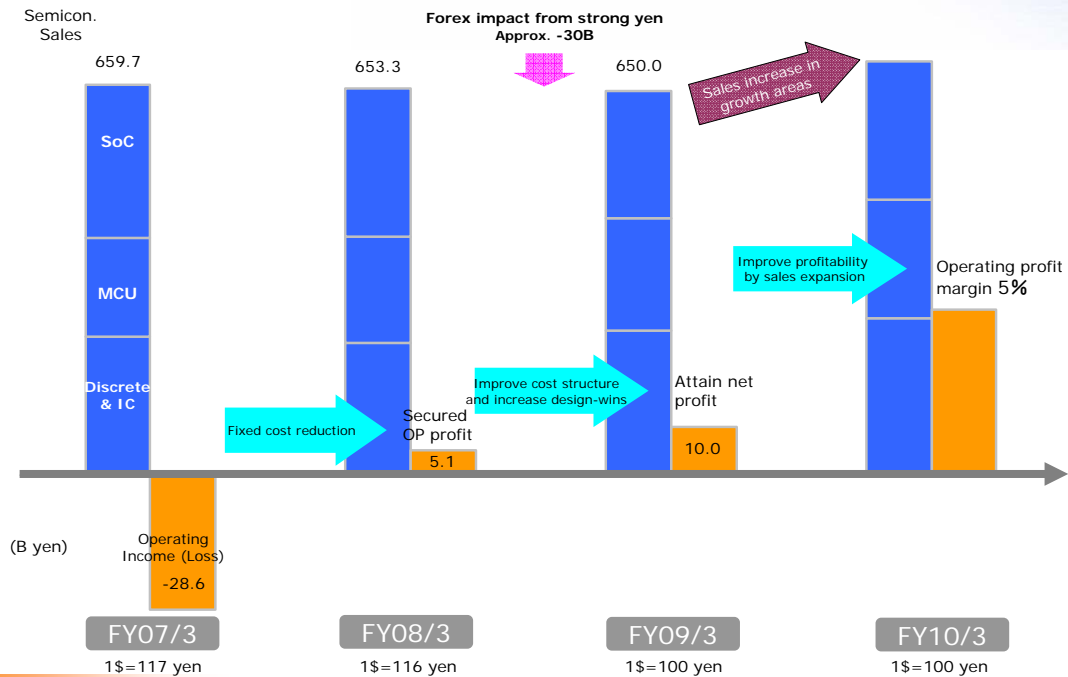 Semicon.
Sales
Forex impact from strong yen
Approx. -30B
659.7
653.3
650.0
Sales increase in
growth areas
SoC
MCU
Discrete
& IC
Improve profitability
by sales expansion
Operating profit
margin 5%
Improve cost structure
and increase design-wins
Attain net
profit
Fixed cost reduction
Secured
OP profit
5.1
10.0
(B yen)
Operating
Income (Loss)
-28.6
FY07/3
FY08/3
FY09/3
FY10/3
1$=117 yen
1$=116 yen
1$=100 yen
1$=100 yen